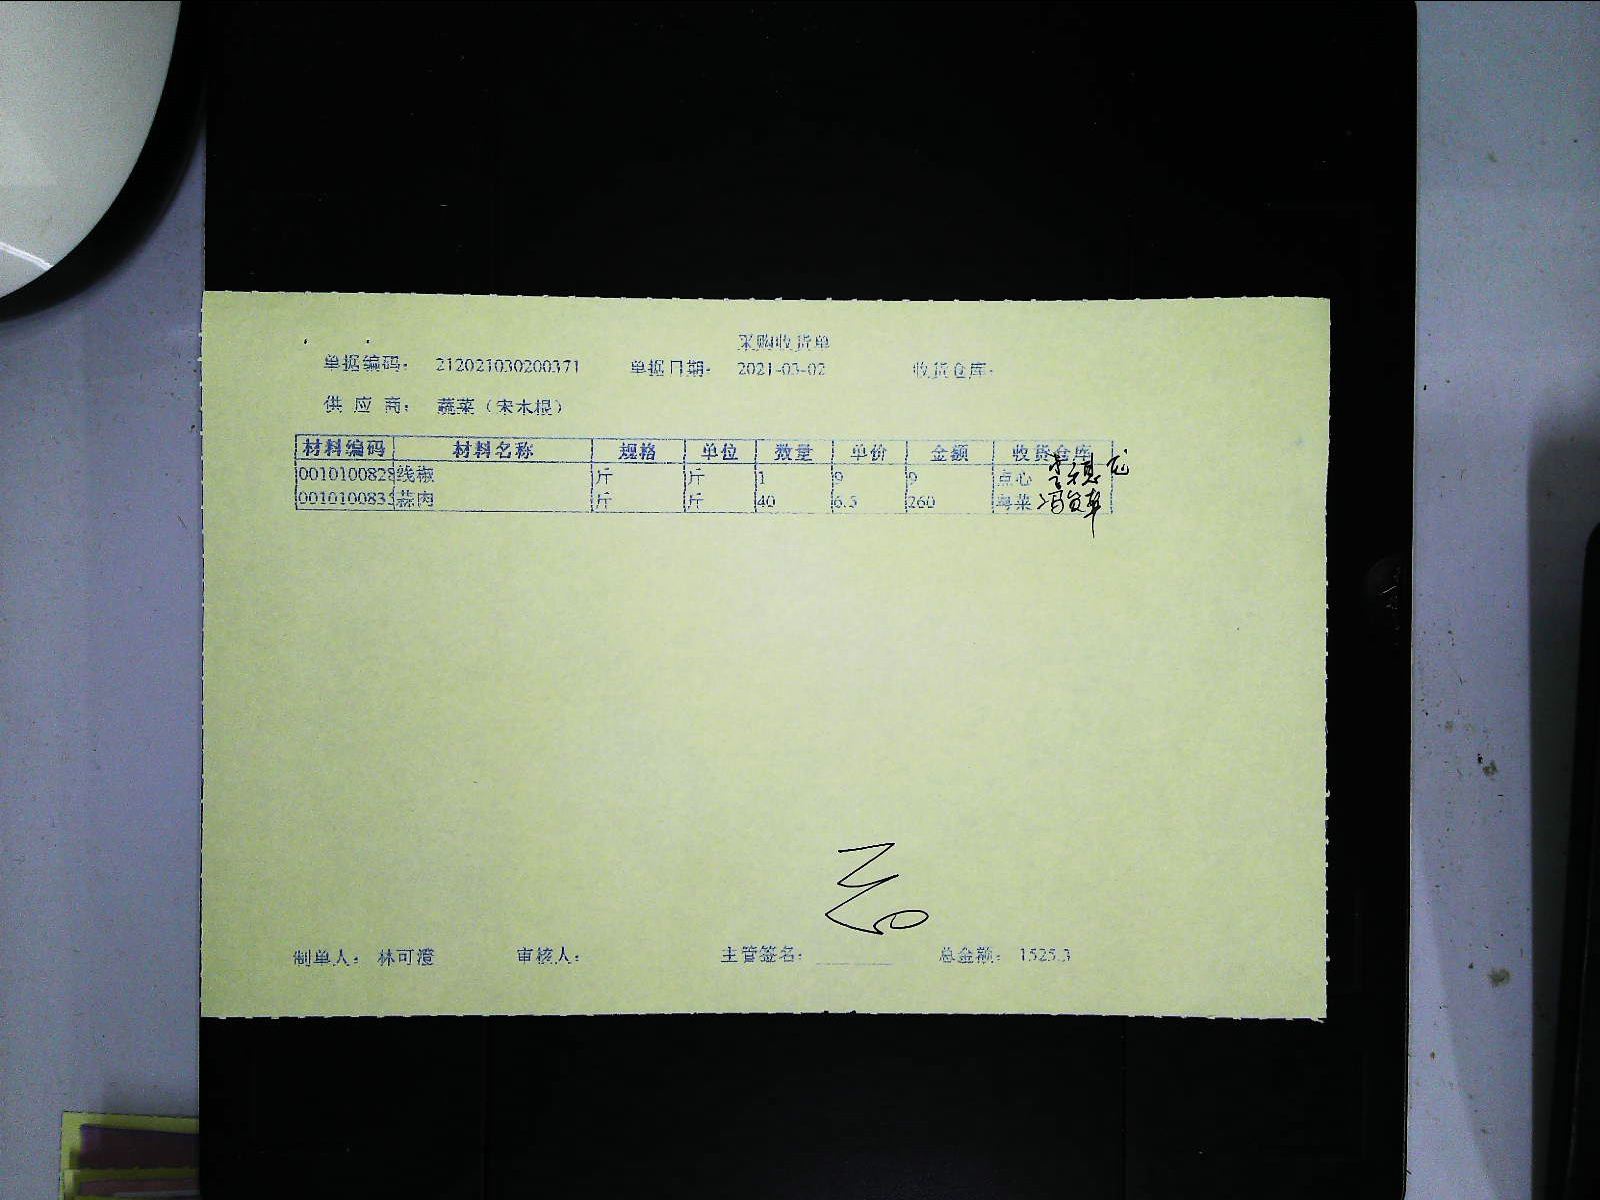 采购收货单
单据编码： 212021030200371 单据日期： 2021-03-02 收货仓库：
供 应 商： 蔬菜（宋木根）
材料编码 材料名称 规格 单位 数量 单价 金额 收货仓库
0010100828 线椒 斤 斤 1 9 9 点心
001010083 蒜肉 斤 斤 40 6.5 260 粤菜
制单人： 林可澄 审核人： 主管签名： 总金额： 1525.3